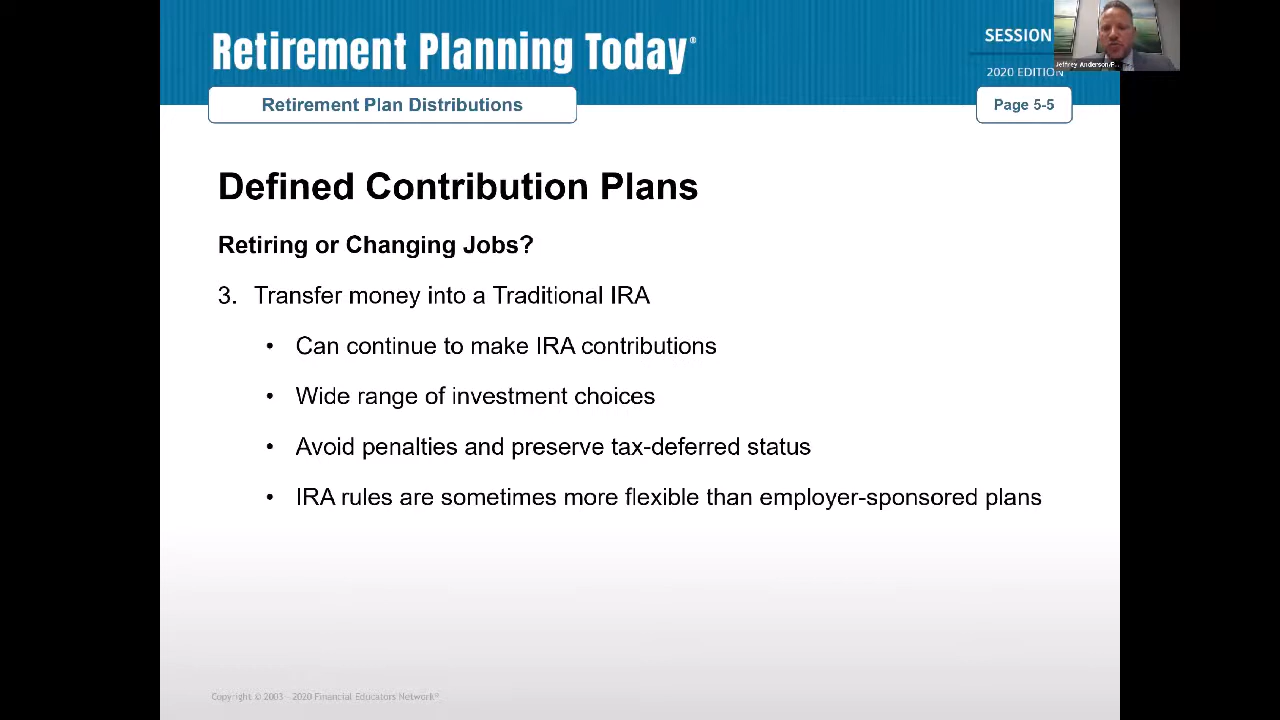 Retirement Planning Today®
SESSION
Jeffrey Anderson/P...
2020 EDITION
Retirement Plan Distributions
Page 5-5
Defined Contribution Plans
Retiring or Changing Jobs?
3. Transfer money into a Traditional IRA
• Can continue to make IRA contributions
• Wide range of investment choices
• Avoid penalties and preserve tax-deferred status
• IRA rules are sometimes more flexible than employer-sponsored plans
Copyright © 2003 - 2020 Financial Educators Network®